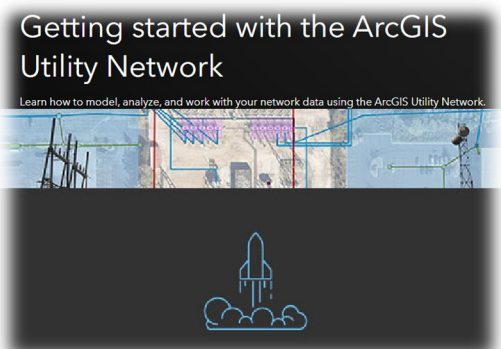 Getting started with the ArcGIS
Utility Network
Learn how to model, analyze, and work with your network data using the ArcGIS Utility Network.